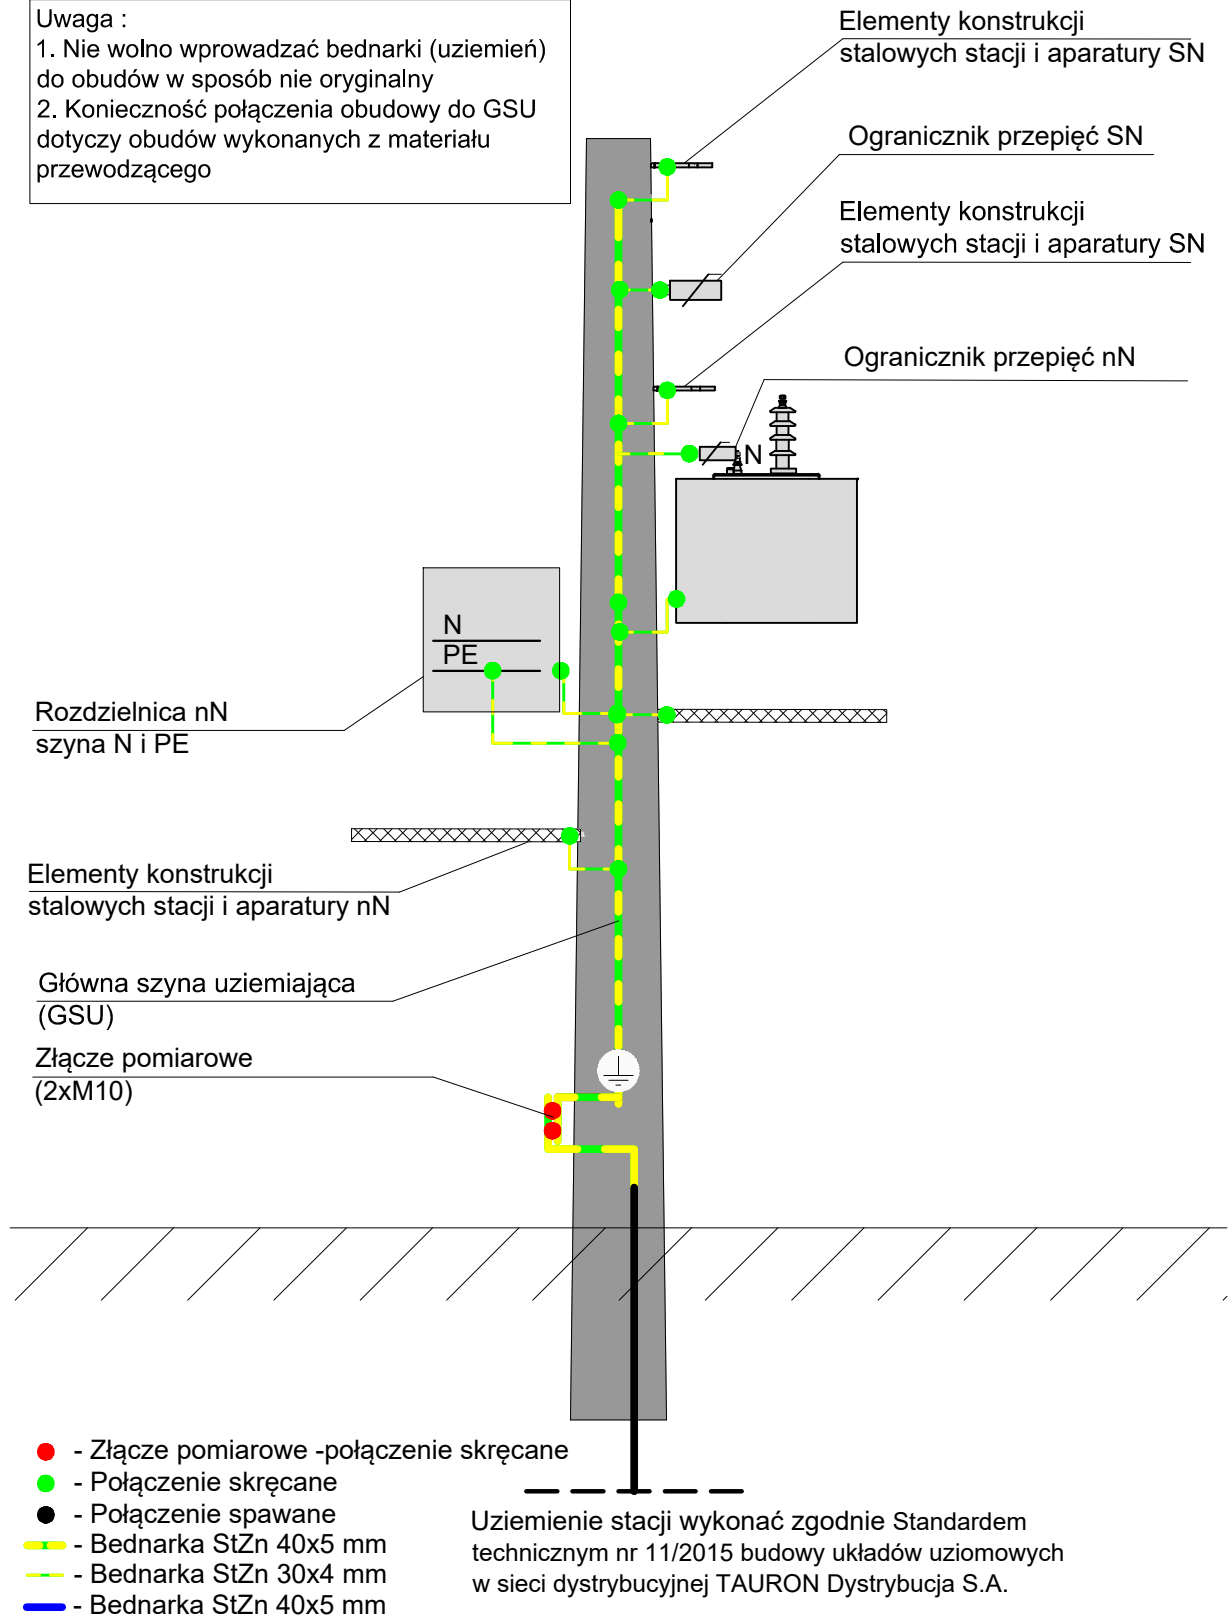 Uwaga :
1. Nie wolno wprowadzać bednarki (uziemień)
do obudów w sposób nie oryginalny
2. Konieczność połączenia obudowy do GSU
dotyczy obudów wykonanych z materiału
przewodzącego
Elementy konstrukcji
stalowych stacji i aparatury SN
Ogranicznik przepięć SN
Elementy konstrukcji
stalowych stacji i aparatury SN
Ogranicznik przepięć nN
N
N
PE
Rozdzielnica nN
szyna N i PE
Elementy konstrukcji
stalowych stacji i aparatury nN
Główna szyna uziemiająca
(GSU)
Złącze pomiarowe
(2xM10)
- Złącze pomiarowe -połączenie skręcane
- Połączenie skręcane
- Połączenie spawane
- Bednarka StZn 40x5 mm
- Bednarka StZn 30x4 mm
- Bednarka StZn 40x5 mm
Uziemienie stacji wykonać zgodnie Standardem
technicznym nr 11/2015 budowy układów uziomowych
w sieci dystrybucyjnej TAURON Dystrybucja S.A.